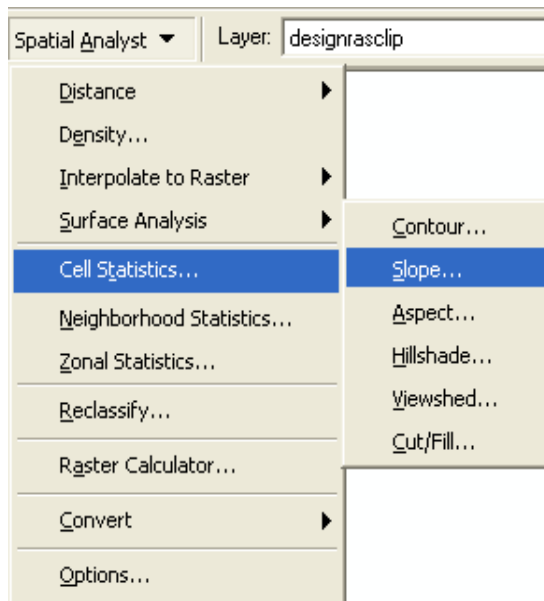 Spatial Analyst Layer: designrasclip
Distance
Density...
Interpolate to Raster
Surface Analysis
Cell Statistics...
Neighborhood Statistics...
Zonal Statistics...
Reclassify...
Raster Calculator...
Convert
Options...
Contour...
Slope...
Aspect...
Hillshade...
Viewshed...
Cut/Fill...